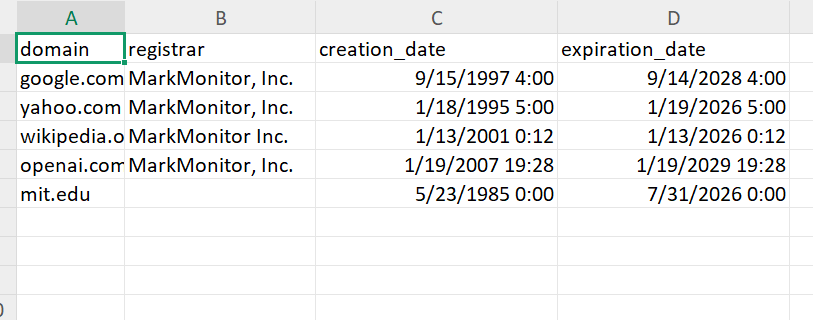 A B C D
domain registrar creation_date expiration_date
google.com MarkMonitor, Inc. 9/15/1997 4:00 9/14/2028 4:00
yahoo.com MarkMonitor, Inc. 1/18/1995 5:00 1/19/2026 5:00
wikipedia.o MarkMonitor Inc. 1/13/2001 0:12 1/13/2026 0:12
openai.com MarkMonitor, Inc. 1/19/2007 19:28 1/19/2029 19:28
mit.edu 5/23/1985 0:00 7/31/2026 0:00